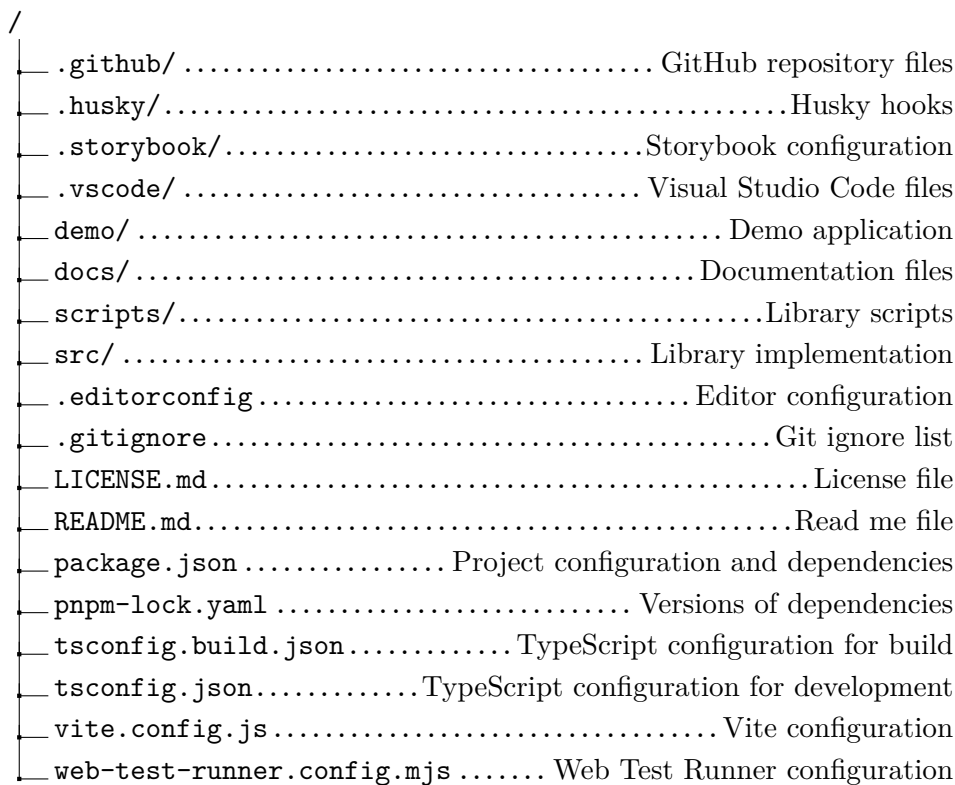 /
.github/ .................................... GitHub repository files
.husky/ ................................................ Husky hooks
.storybook/ ................................ Storybook configuration
.vscode/ ................................... Visual Studio Code files
demo/ ............................................. Demo application
docs/ ........................................... Documentation files
scripts/ ............................................. Library scripts
src/ ........................................ Library implementation
.editorconfig .................................. Editor configuration
.gitignore ........................................... Git ignore list
LICENSE.md .............................................. License file
README.md .............................................. Read me file
package.json ................ Project configuration and dependencies
pnpm-lock.yaml ............................ Versions of dependencies
tsconfig.build.json ............. TypeScript configuration for build
tsconfig.json ............. TypeScript configuration for development
vite.config.js ................................... Vite configuration
web-test-runner.config.mjs ....... Web Test Runner configuration